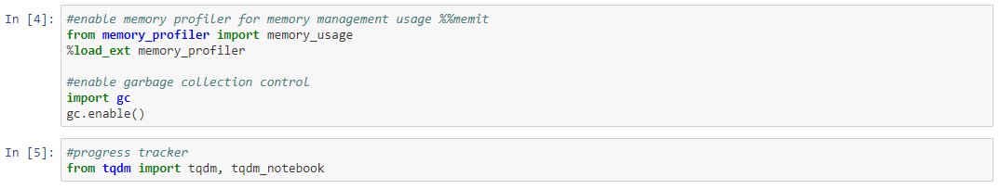 In [4]: #enable memory profiler for memory management usage %%memit
from memory_profiler import memory_usage
%load_ext memory_profiler
#enable garbage collection control
import gc
gc.enable()
In [5]: #progress tracker
from tqdm import tqdm, tqdm_notebook